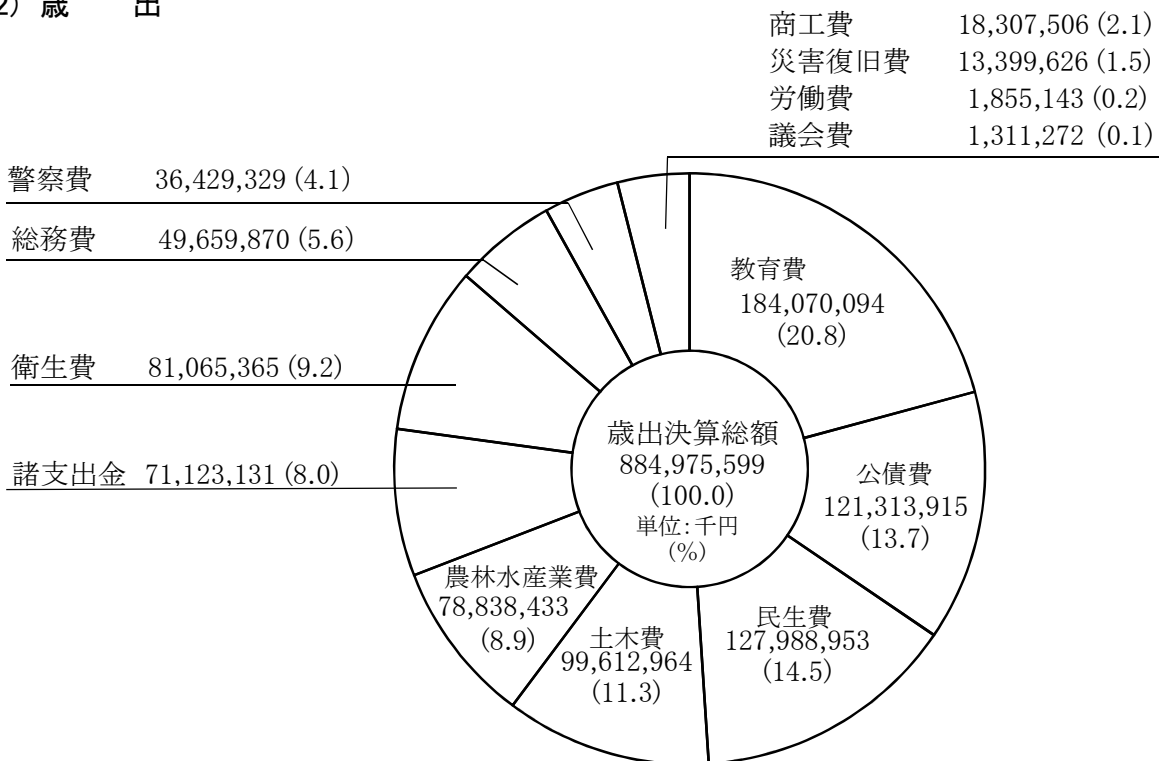 2) 歳 出
商工費 18,307,506 (2.1)
災害復旧費 13,399,626 (1.5)
労働費 1,855,143 (0.2)
議会費 1,311,272 (0.1)
警察費 36,429,329 (4.1)
総務費 49,659,870 (5.6)
衛生費 81,065,365 (9.2)
諸支出金 71,123,131 (8.0)
教育費
184,070,094
(20.8)
歳出決算総額
884,975,599
(100.0)
単位:千円
(%)
公債費
121,313,915
(13.7)
農林水産業費
78,838,433
(8.9)
土木費
99,612,964
(11.3)
民生費
127,988,953
(14.5)